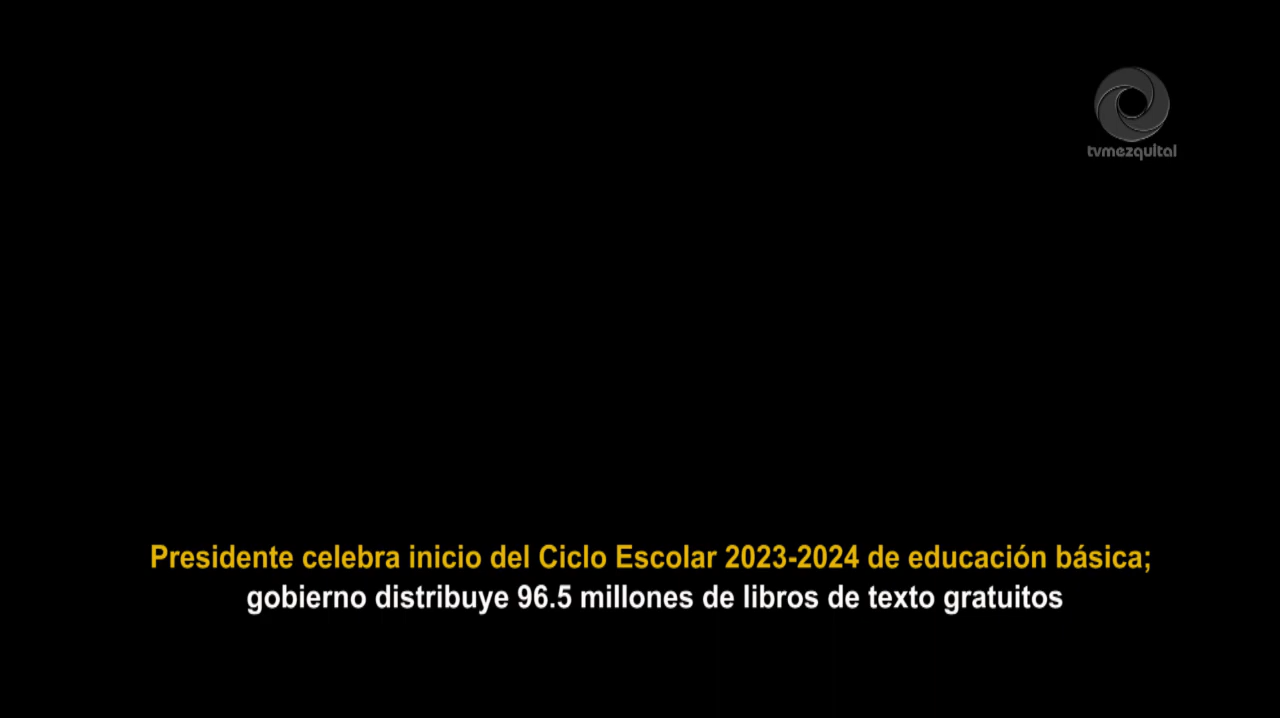 tvmezquital
Presidente celebra inicio del Ciclo Escolar 2023-2024 de educación básica;
gobierno distribuye 96.5 millones de libros de texto gratuitos